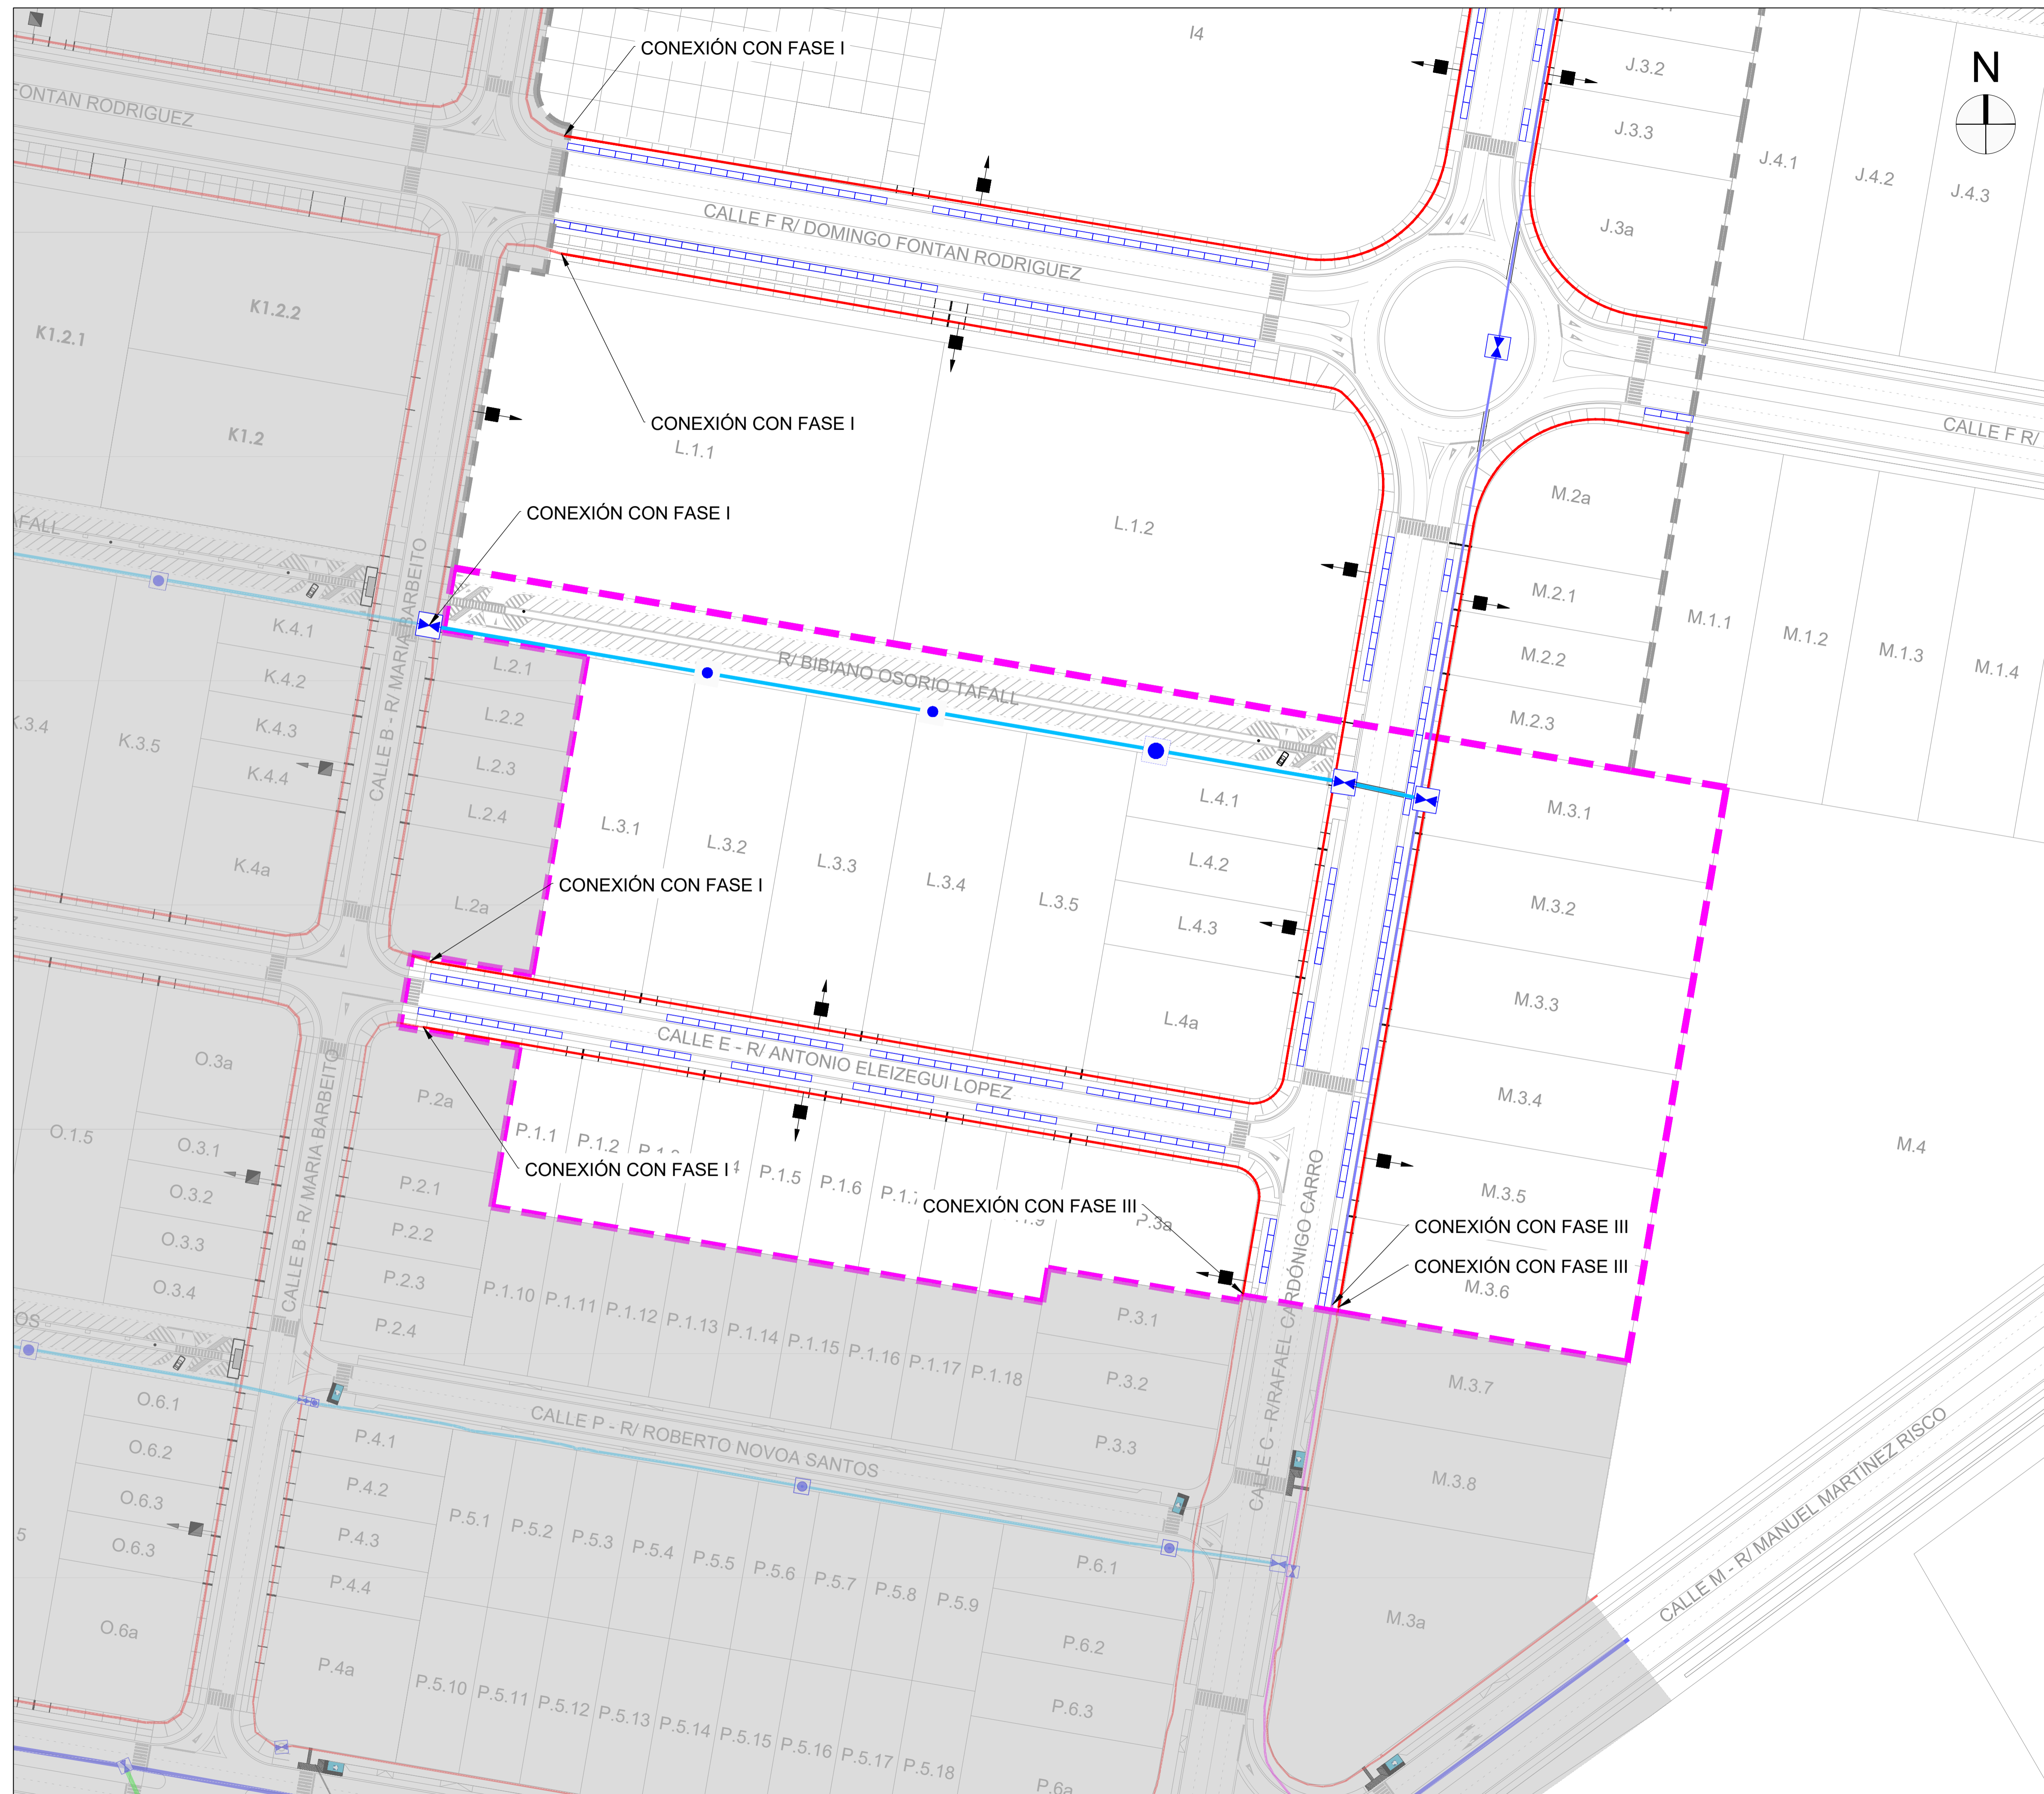 I4
CONEXIÓN CON FASE I
N
J.3.2
J.3.3
FONTAN RODRIGUEZ
J.4.1
J.4.2
J.4.3
J.3a
CALLE F R/ DOMINGO FONTAN RODRIGUEZ
K1.2.2
K1.2.1
CONEXIÓN CON FASE I
L.1.1
K1.2
CALLE F R/
M.2a
CONEXIÓN CON FASE I
L.1.2
AFALL
M.2.1
M.1.1
M.1.2
M.1.3
M.1.4
K.4.1
M.2.2
L.2.1
R/ BIBIANO OSORIO TAFALL
K.4.2
CALLE B - R/ MARIA BARBEITO
L.2.2
M.2.3
K.3.4
K.4.3
K.3.5
L.2.3
K.4.4
L.4.1
M.3.1
L.2.4
L.3.1
L.3.2
L.3.3
L.4.2
K.4a
L.3.4
CONEXIÓN CON FASE I
L.3.5
M.3.2
L.2a
L.4.3
M.3.3
L.4a
CALLE E - R/ ANTONIO ELEIZEGUI LOPEZ
O.3a
P.2a
M.3.4
O.1.5
P.1.1
P.1.2
O.3.1
M.4
CONEXIÓN CON FASE I
P.1.5
P.1.6
P.2.1
O.3.2
M.3.5
CONEXIÓN CON FASE III
P.3a
CONEXIÓN CON FASE III
P.2.2
O.3.3
CONEXIÓN CON FASE III
P.2.3
M.3.6
O.3.4
CALLE B - R/ MARIA BARBEITO
P.1.10
P.1.11
P.1.12
P.1.13
P.1.14
P.1.15
P.1.16
P.1.17
P.1.18
P.3.1
CALLE C - R/RAFAEL CARDÓNIGO CARRO
OS
P.2.4
P.3.2
M.3.7
O.6.1
CALLE P - R/ ROBERTO NOVOA SANTOS
P.3.3
P.4.1
O.6.2
M.3.8
P.4.2
O.6.3
P.5.1
P.5.2
P.5.3
P.5.4
P.5.5
P.5.6
P.5.7
P.5.8
P.5.9
P.6.1
5
P.4.3
O.6.3
CALLE M - R/ MANUEL MARTÍNEZ RISCO
P.4.4
M.3a
O.6a
P.6.2
P.4a
P.5.10
P.5.11
P.5.12
P.5.13
P.5.14
P.5.15
P.5.16
P.5.17
P.5.18
P.6.3
P.6a